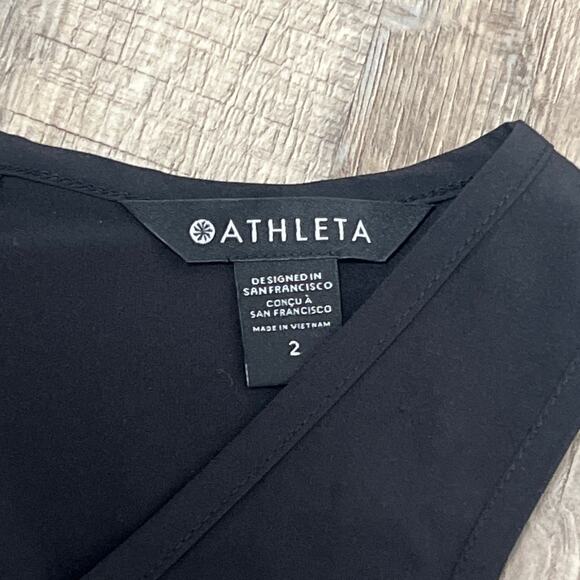 ATHLETA
DESIGNED IN
SAN FRANCISCO
CONÇU À
SAN FRANCISCO
MADE IN VIETNAM
2